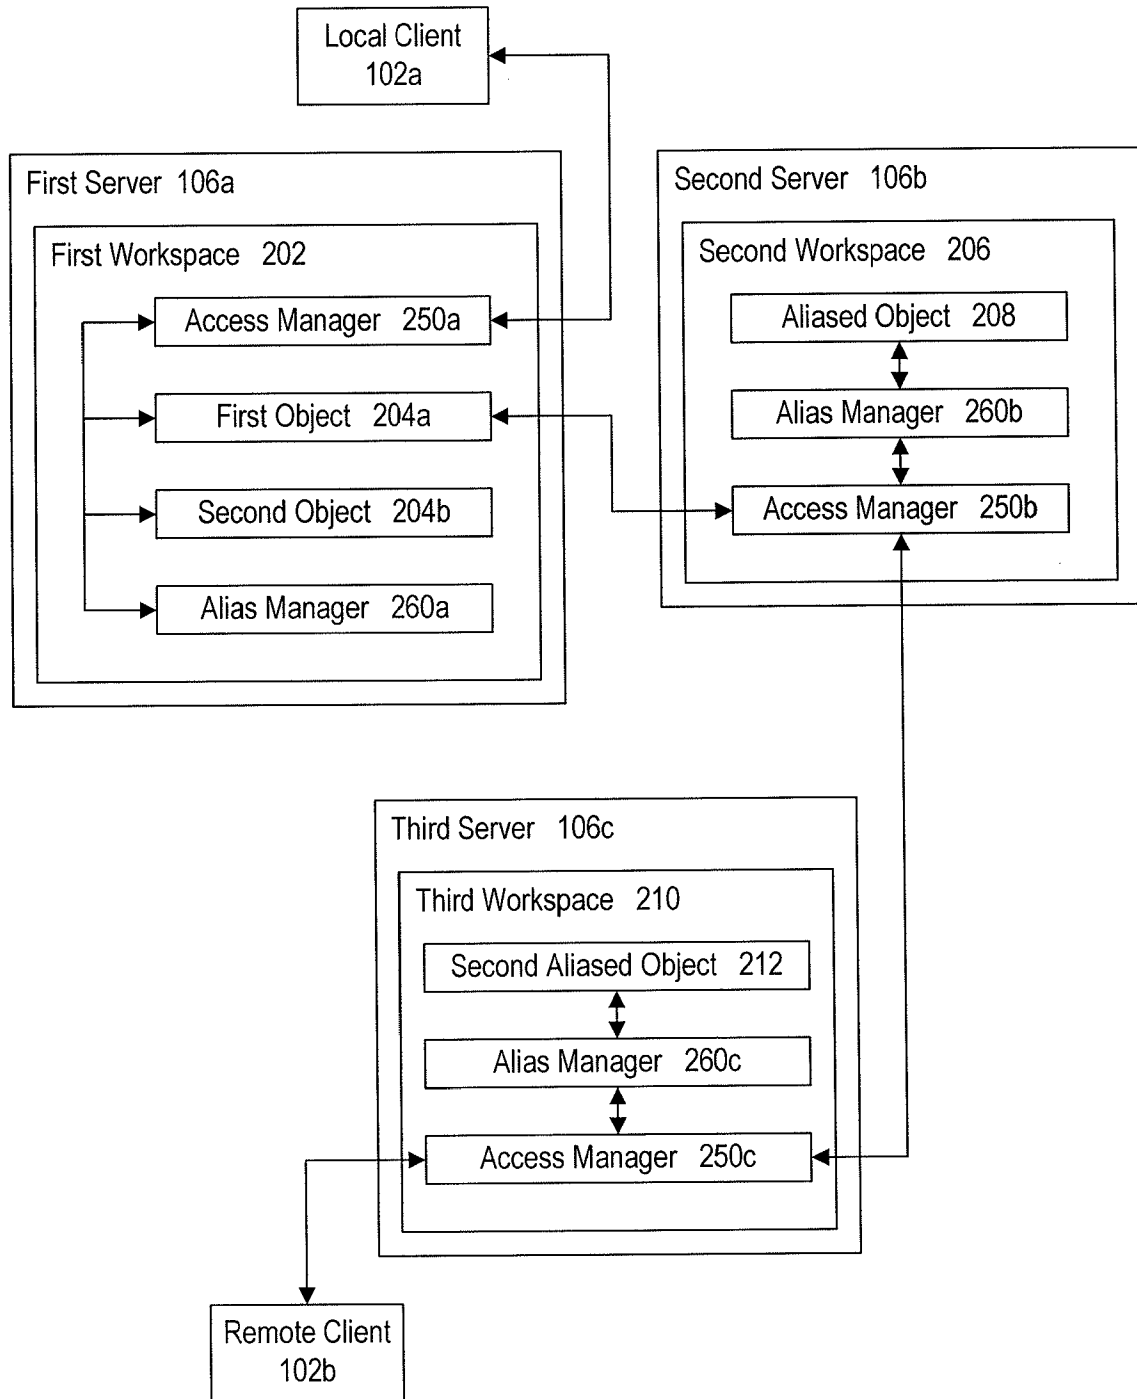 Local Client
102a
First Server 106a
First Workspace 202
Access Manager 250a
First Object 204a
Second Object 204b
Alias Manager 260a
Second Server 106b
Second Workspace 206
Aliased Object 208
Alias Manager 260b
Access Manager 250b
Third Server 106c
Third Workspace 210
Second Aliased Object 212
Alias Manager 260c
Access Manager 250c
Remote Client
102b